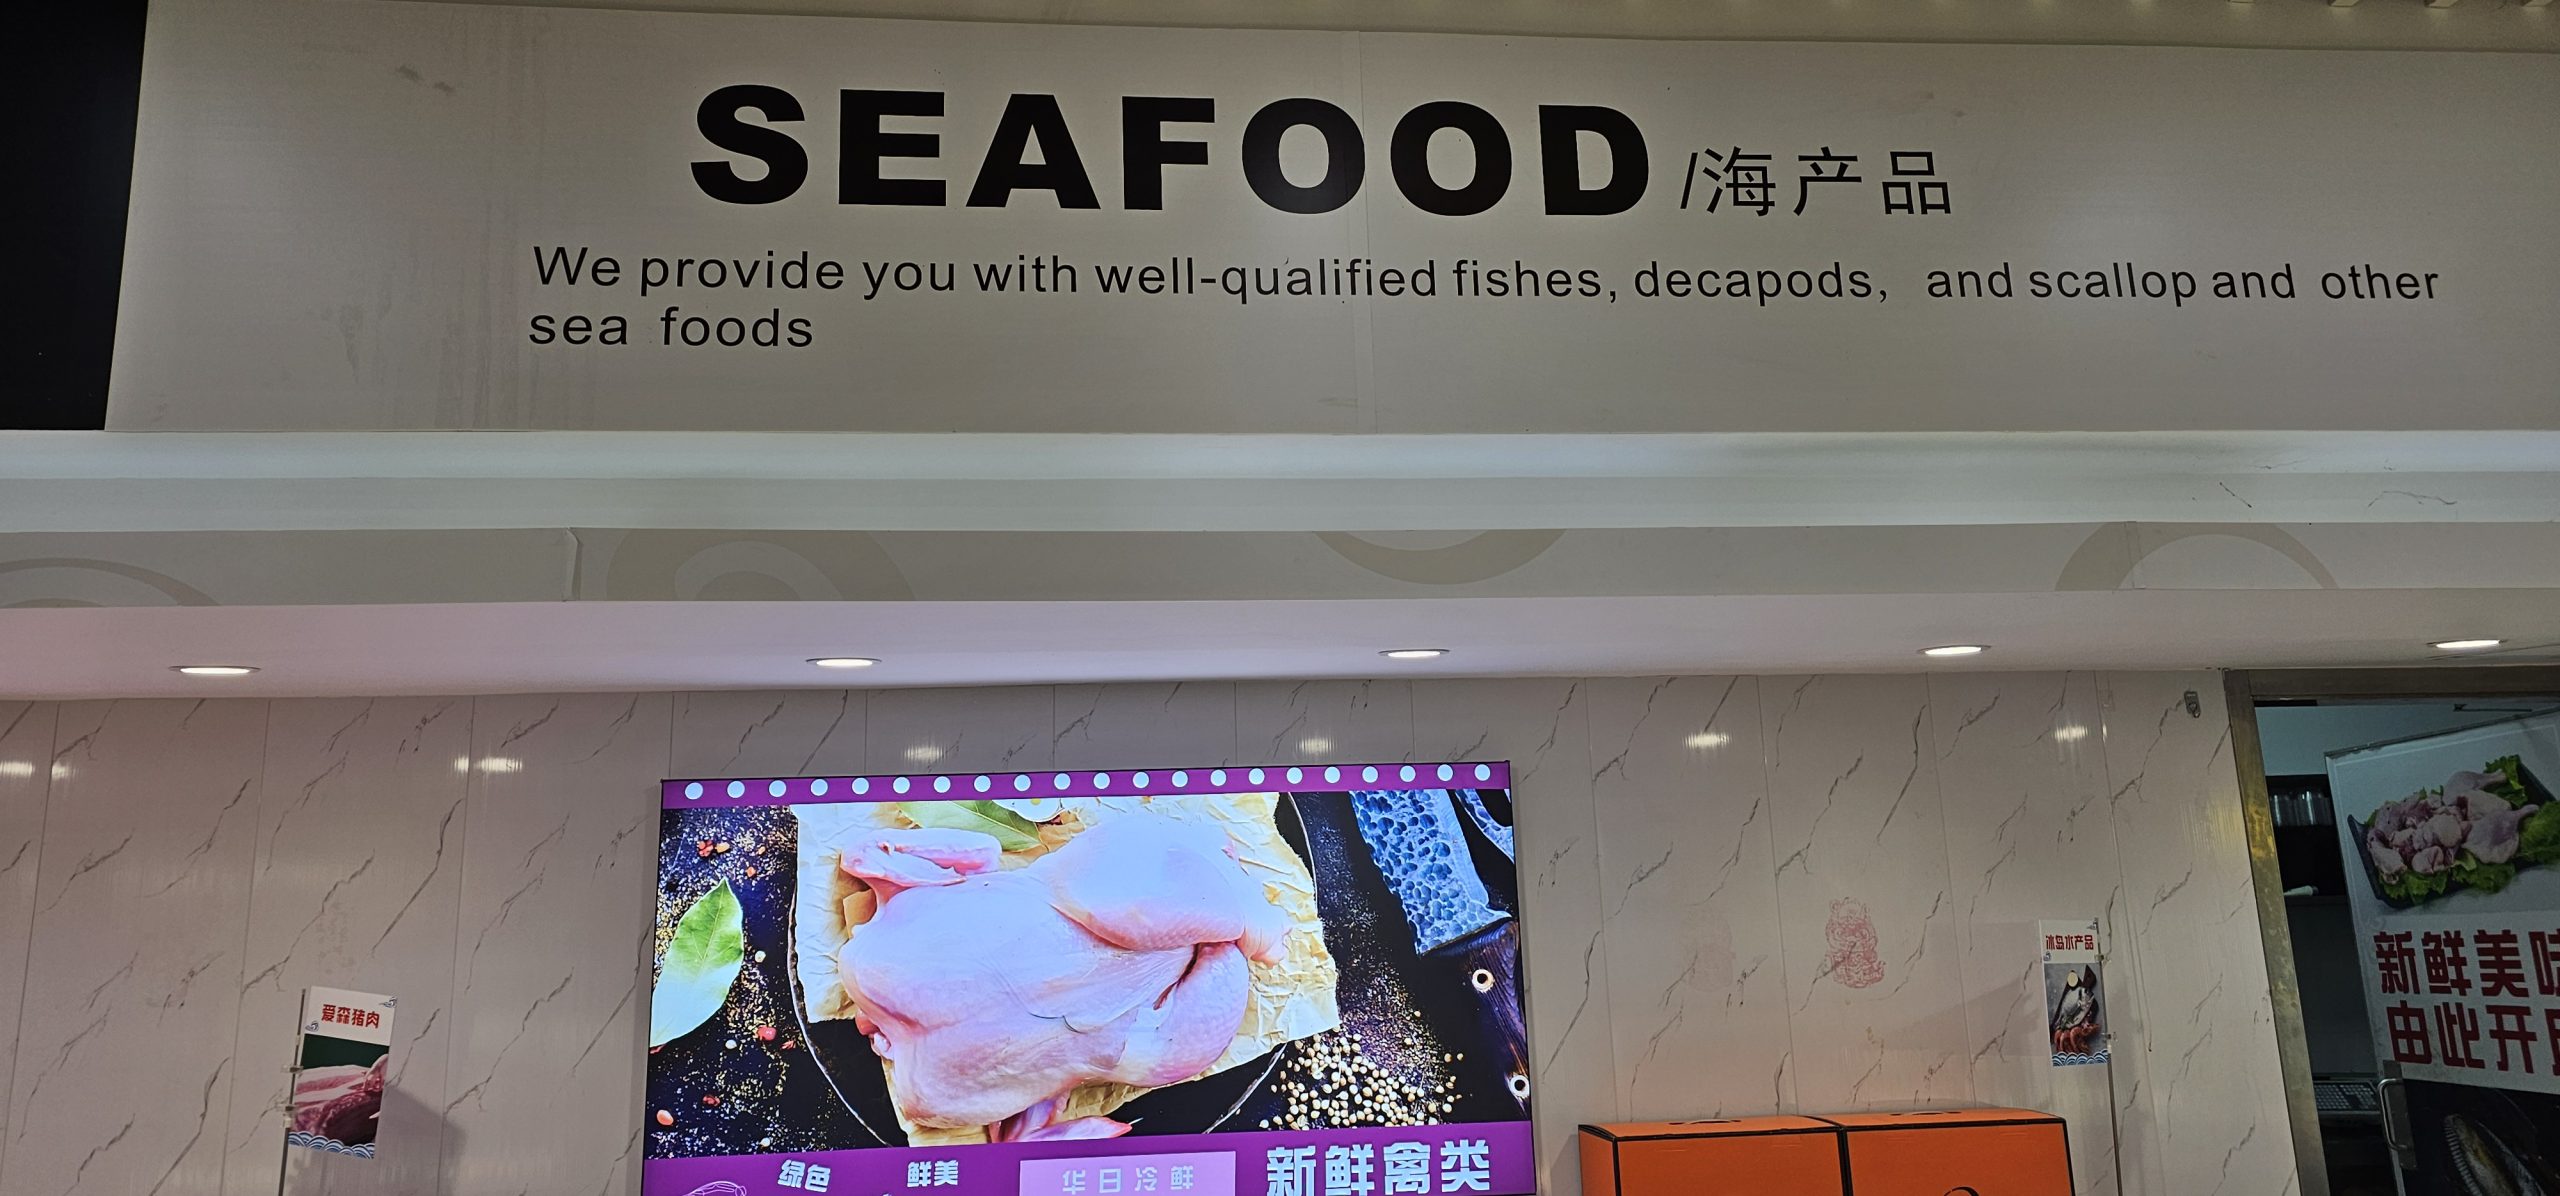 SEAFOOD /海产品
We provide you with well-qualified fishes, decapods, and scallop and other
sea foods
爱森猪肉
冰岛水产品
新鲜美味
由此开
绿色 鲜美 华日冷鲜 新鲜禽类